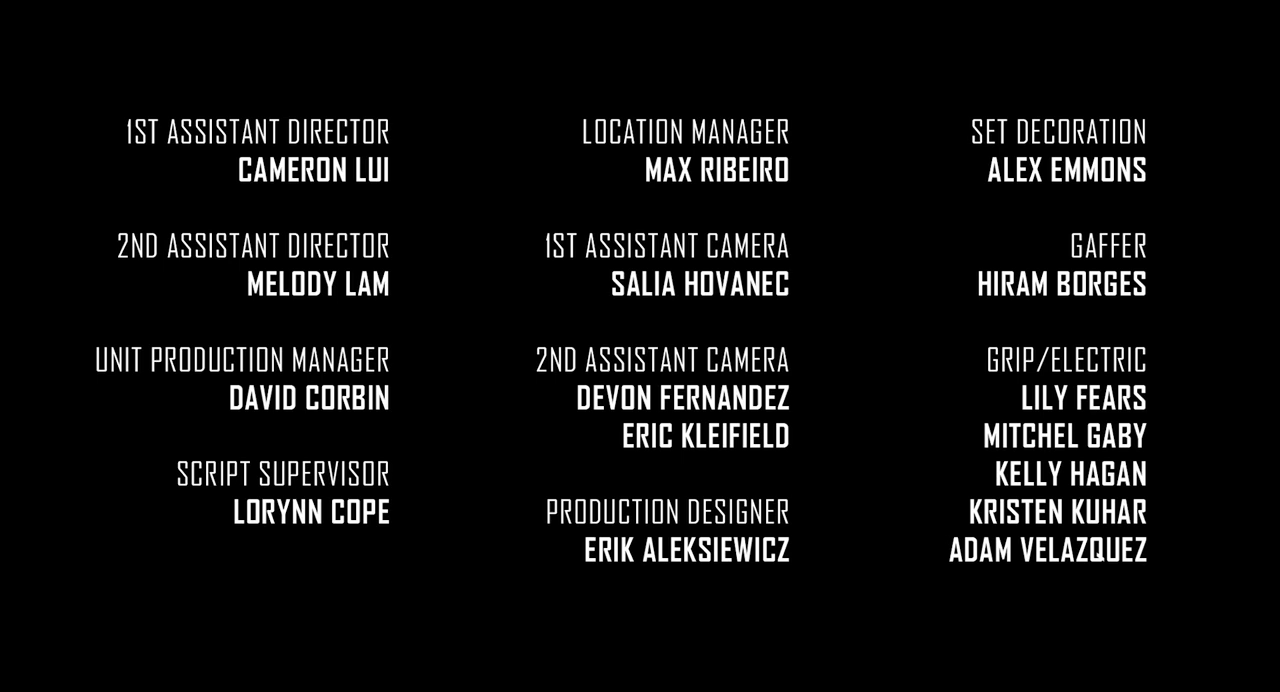 1ST ASSISTANT DIRECTOR
CAMERON LUI
2ND ASSISTANT DIRECTOR
MELODY LAM
UNIT PRODUCTION MANAGER
DAVID CORBIN
SCRIPT SUPERVISOR
LORYNN COPE
LOCATION MANAGER
MAX RIBEIRO
1ST ASSISTANT CAMERA
SALIA HOVANEC
2ND ASSISTANT CAMERA
DEVON FERNANDEZ
ERIC KLEIFIELD
PRODUCTION DESIGNER
ERIK ALEKSIEWICZ
SET DECORATION
ALEX EMMONS
GAFFER
HIRAM BORGES
GRIP/ELECTRIC
LILY FEARS
MITCHEL GABY
KELLY HAGAN
KRISTEN KUHAR
ADAM VELAZQUEZ